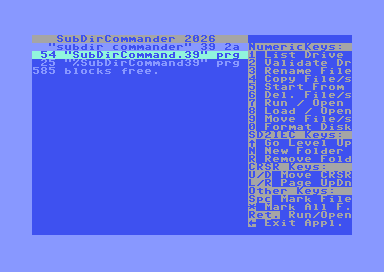 SubDirCommander 2026
"subdir commander" 39 2a
54 "SubDirCommand.39" prg
25 "%SubDirCommand39" prg
585 blocks free.
NumericKeys:
1 List Drive
2 Validate Dr
3 Rename File
4 Copy File/s
5 Start From
6 Del. File/s
7 Run / Open
8 Load / Open
9 Move File/s
0 Format Disk
SD2IEC Keys:
↑ Go Level Up
N New Folder
R Remove Fold
CRSR Keys:
U/D Move CRSR
L/R Page UpDn
Other Keys:
Spc Mark File
* Mark All F.
Ret. Run/Open
← Exit Appl.